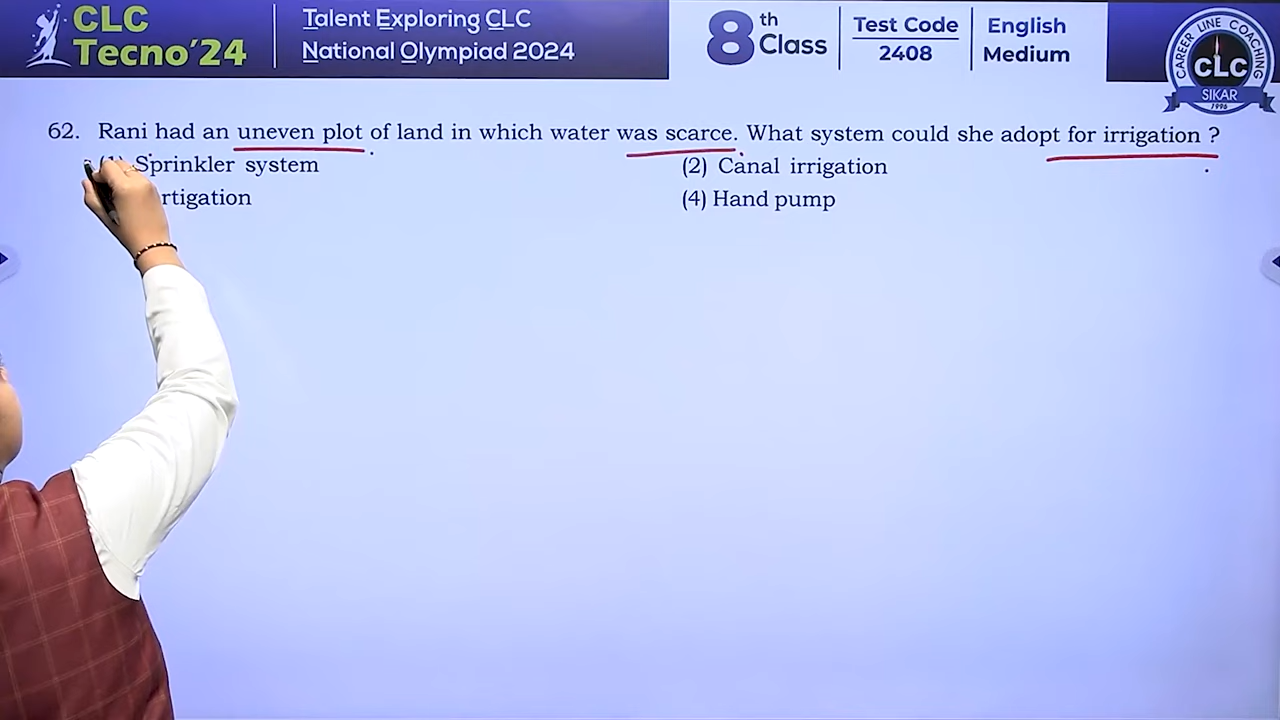 CLC
Tecno'24
Talent Exploring CLC
National Olympiad 2024
8th
Class
Test Code
2408
English
Medium
CAREER LINE COACHING
CLC
SIKAR
1996
62. Rani had an uneven plot of land in which water was scarce. What system could she adopt for irrigation ?
(1) Sprinkler system
(2) Canal irrigation
rtigation
(4) Hand pump